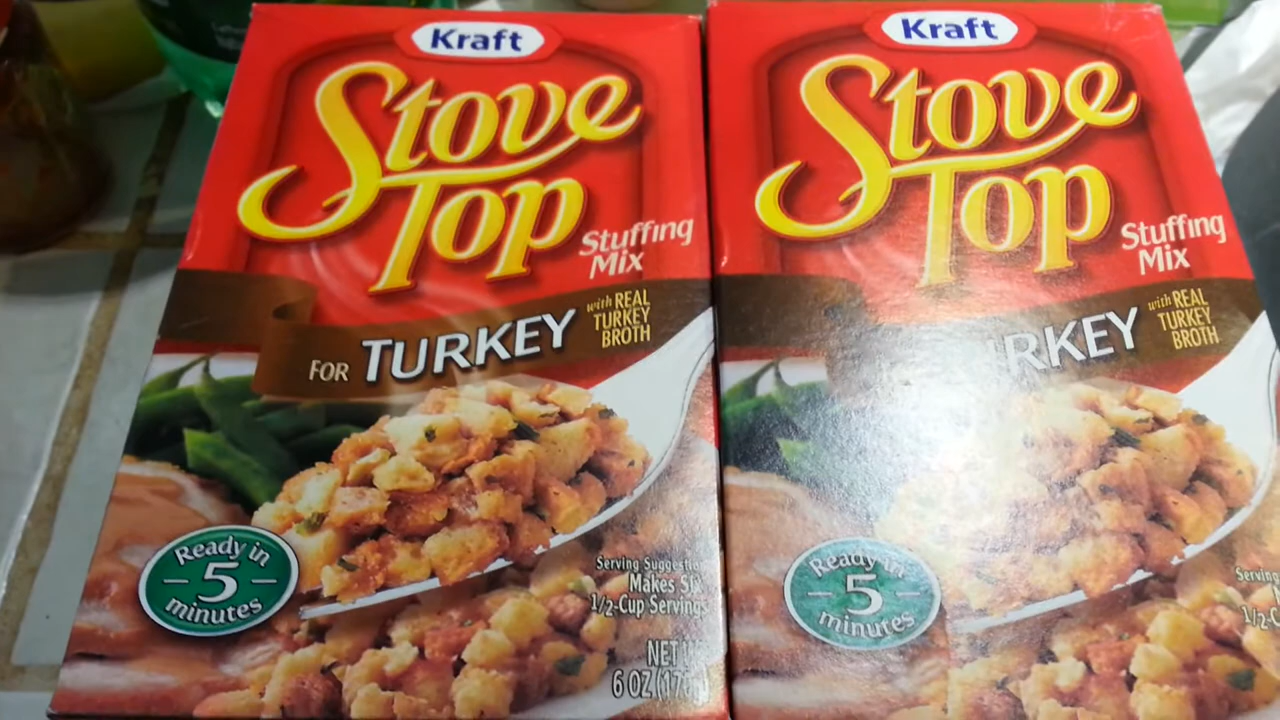 Kraft
Stove
Top
Stuffing
Mix
FOR TURKEY
with REAL
TURKEY
BROTH
Ready in
5
minutes
Serving Suggestion
Makes Six
1/2-Cup Servings
NET
6 OZ
Kraft
Stove
Top
Stuffing
Mix
with REAL
TURKEY
BROTH
Ready in
5
minutes
Serving